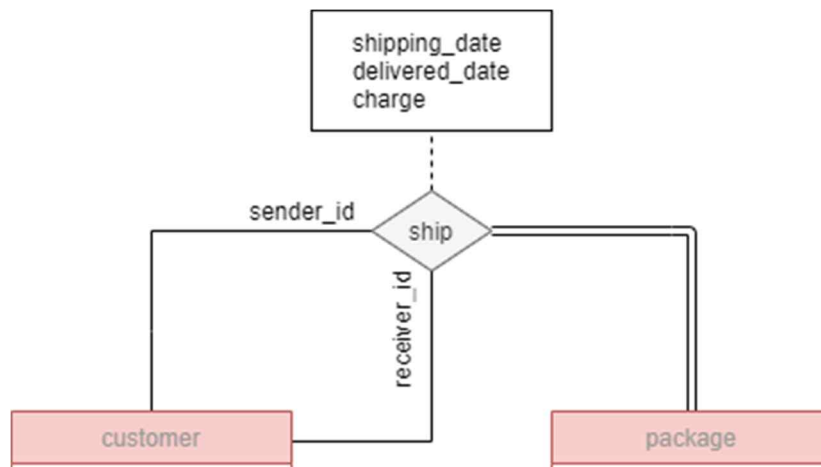 shipping_date
delivered_date
charge
sender_id
ship
receiver_id
customer
package